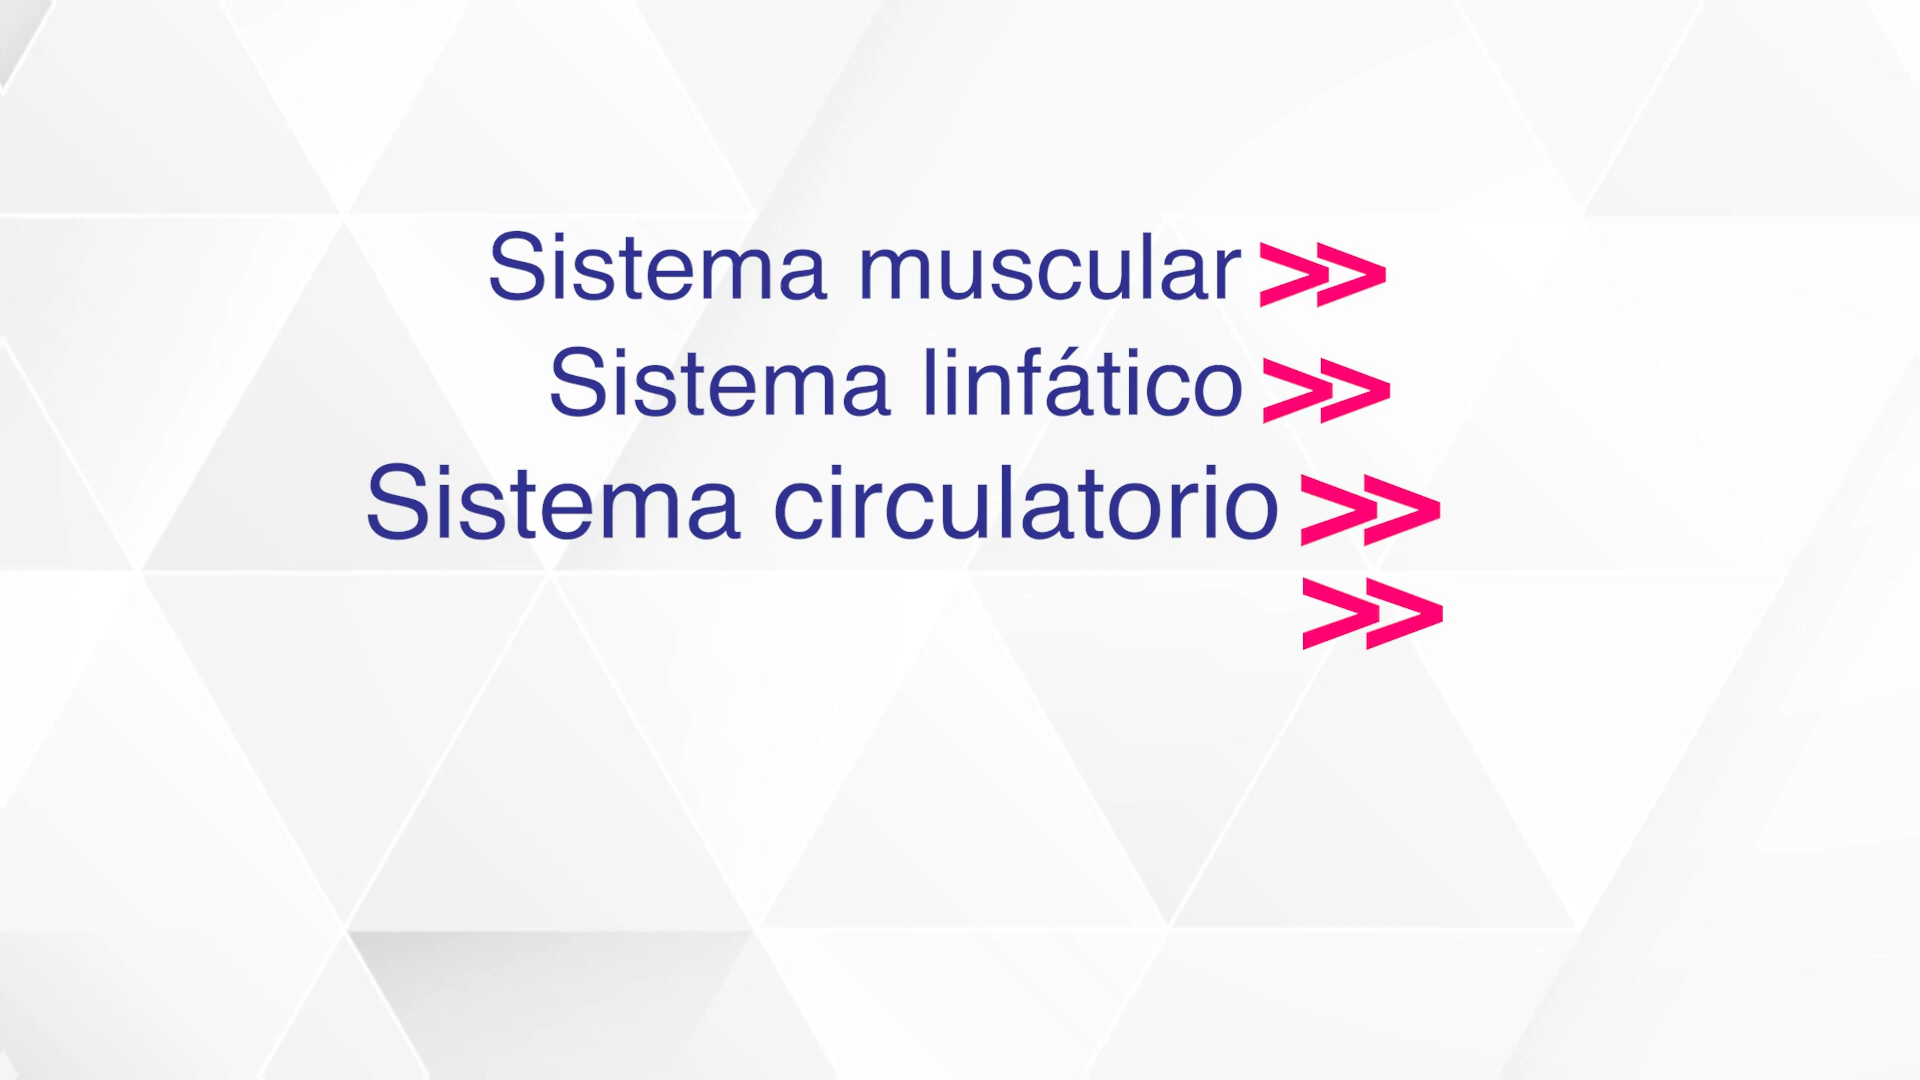 Sistema muscular >>
Sistema linfático >>
Sistema circulatorio >>
>>